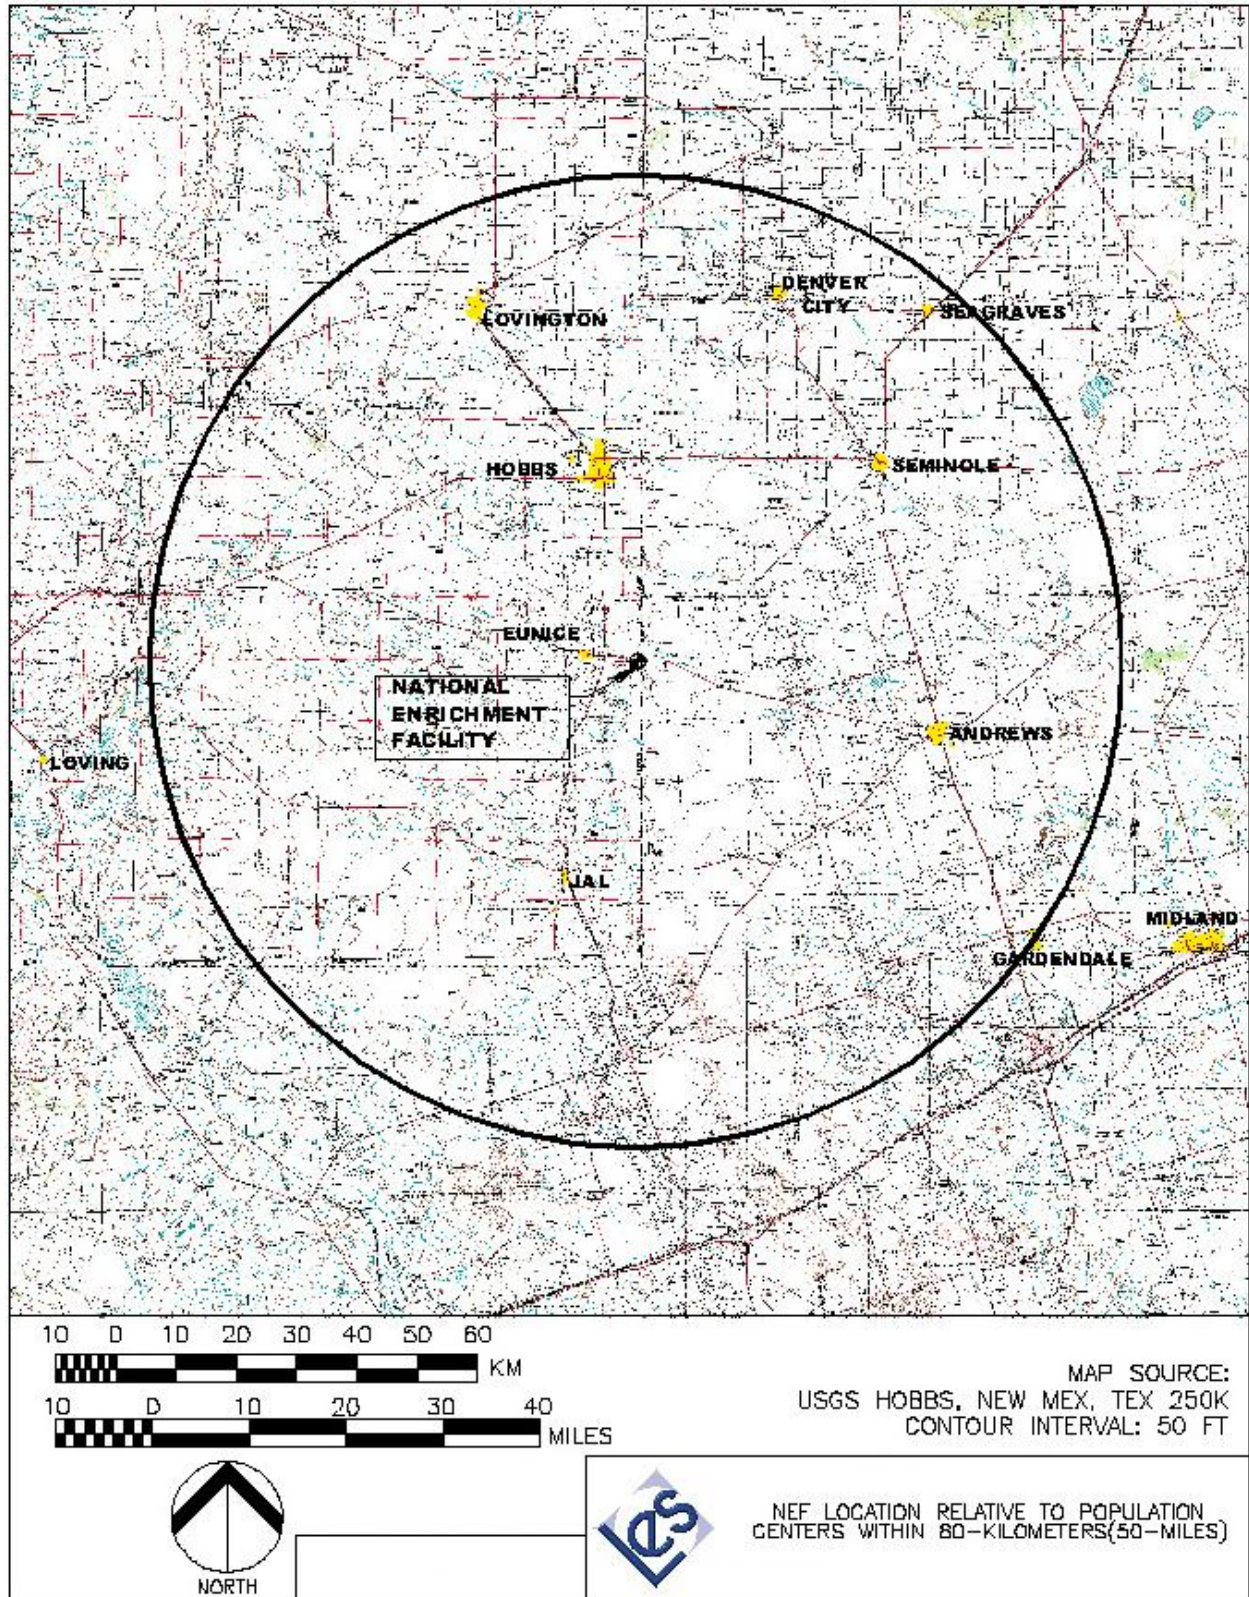 DENVER
CITY
LOVINGTON
SEAGRAVES
HOBBS
SEMINOLE
EUNICE
NATIONAL
ENRICHMENT
FACILITY
ANDREWS
LOVING
JAL
MIDLAND
GARDENDALE
10 0 10 20 30 40 50 60
KM
10 0 10 20 30 40
MILES
MAP SOURCE:
USGS HOBBS, NEW MEX, TEX 250K
CONTOUR INTERVAL: 50 FT
NORTH
LES
NEF LOCATION RELATIVE TO POPULATION
CENTERS WITHIN 80-KILOMETERS(50-MILES)